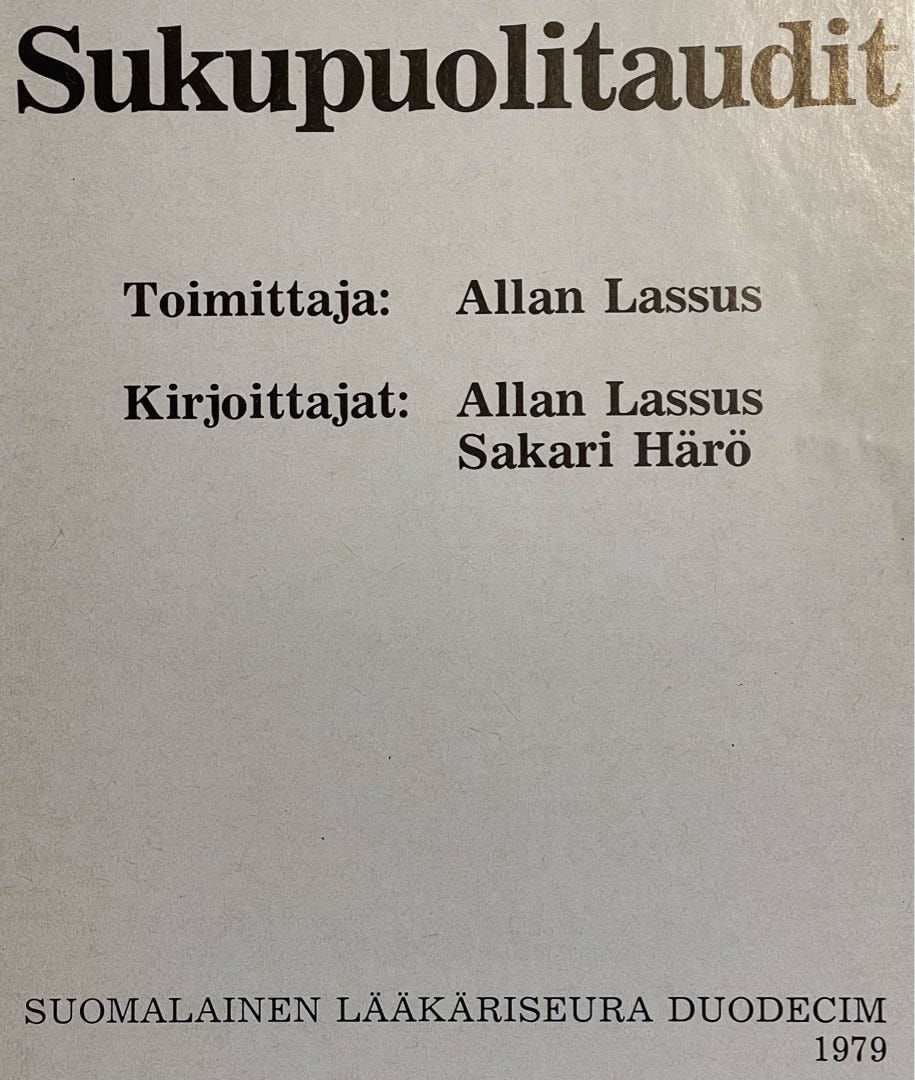 Sukupuolitaudit
Toimittaja: Allan Lassus
Kirjoittajat: Allan Lassus
Sakari Härö
SUOMALAINEN LÄÄKÄRISEURA DUODECIM
1979